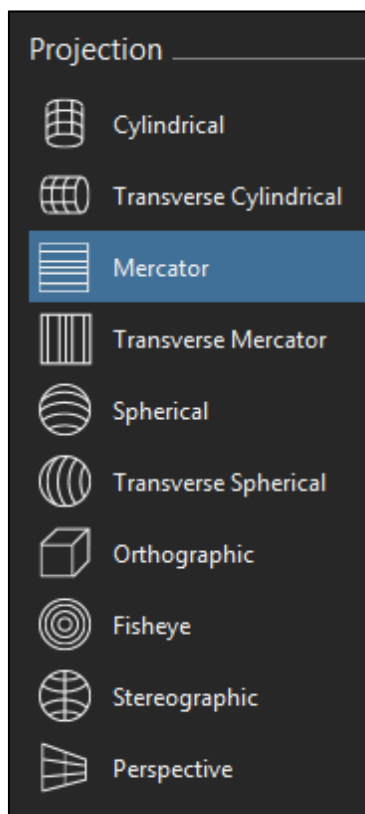 Projection
Cylindrical
Transverse Cylindrical
Mercator
Transverse Mercator
Spherical
Transverse Spherical
Orthographic
Fisheye
Stereographic
Perspective